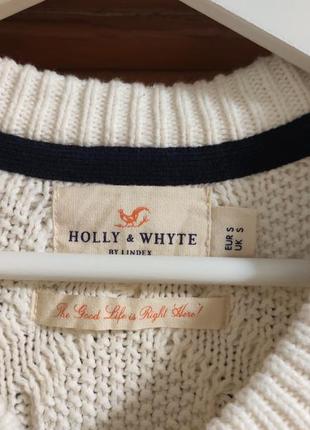 HOLLY & WHYTE
BY LINDEX
EUR S
UK S
The Good Life is Right Here!